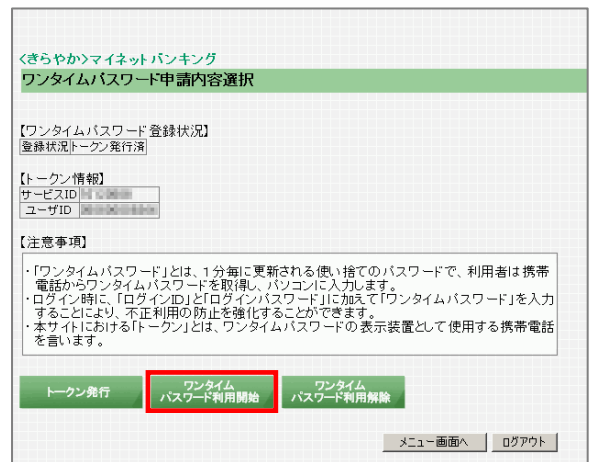 〈きらやか〉マイネットバンキング
ワンタイムパスワード申請内容選択
【ワンタイムパスワード登録状況】
登録状況 トークン発行済
【トークン情報】
サービスID
ユーザID
【注意事項】
・「ワンタイムパスワード」とは、1分毎に更新される使い捨てのパスワードで、利用者は携帯
電話からワンタイムパスワードを取得し、パソコンに入力します。
・ログイン時に、「ログインID」と「ログインパスワード」に加えて「ワンタイムパスワード」を入力
することにより、不正利用の防止を強化することができます。
・本サイトにおける「トークン」とは、ワンタイムパスワードの表示装置として使用する携帯電話
を言います。
トークン発行
ワンタイム
パスワード利用開始
ワンタイム
パスワード利用解除
メニュー画面へ ログアウト